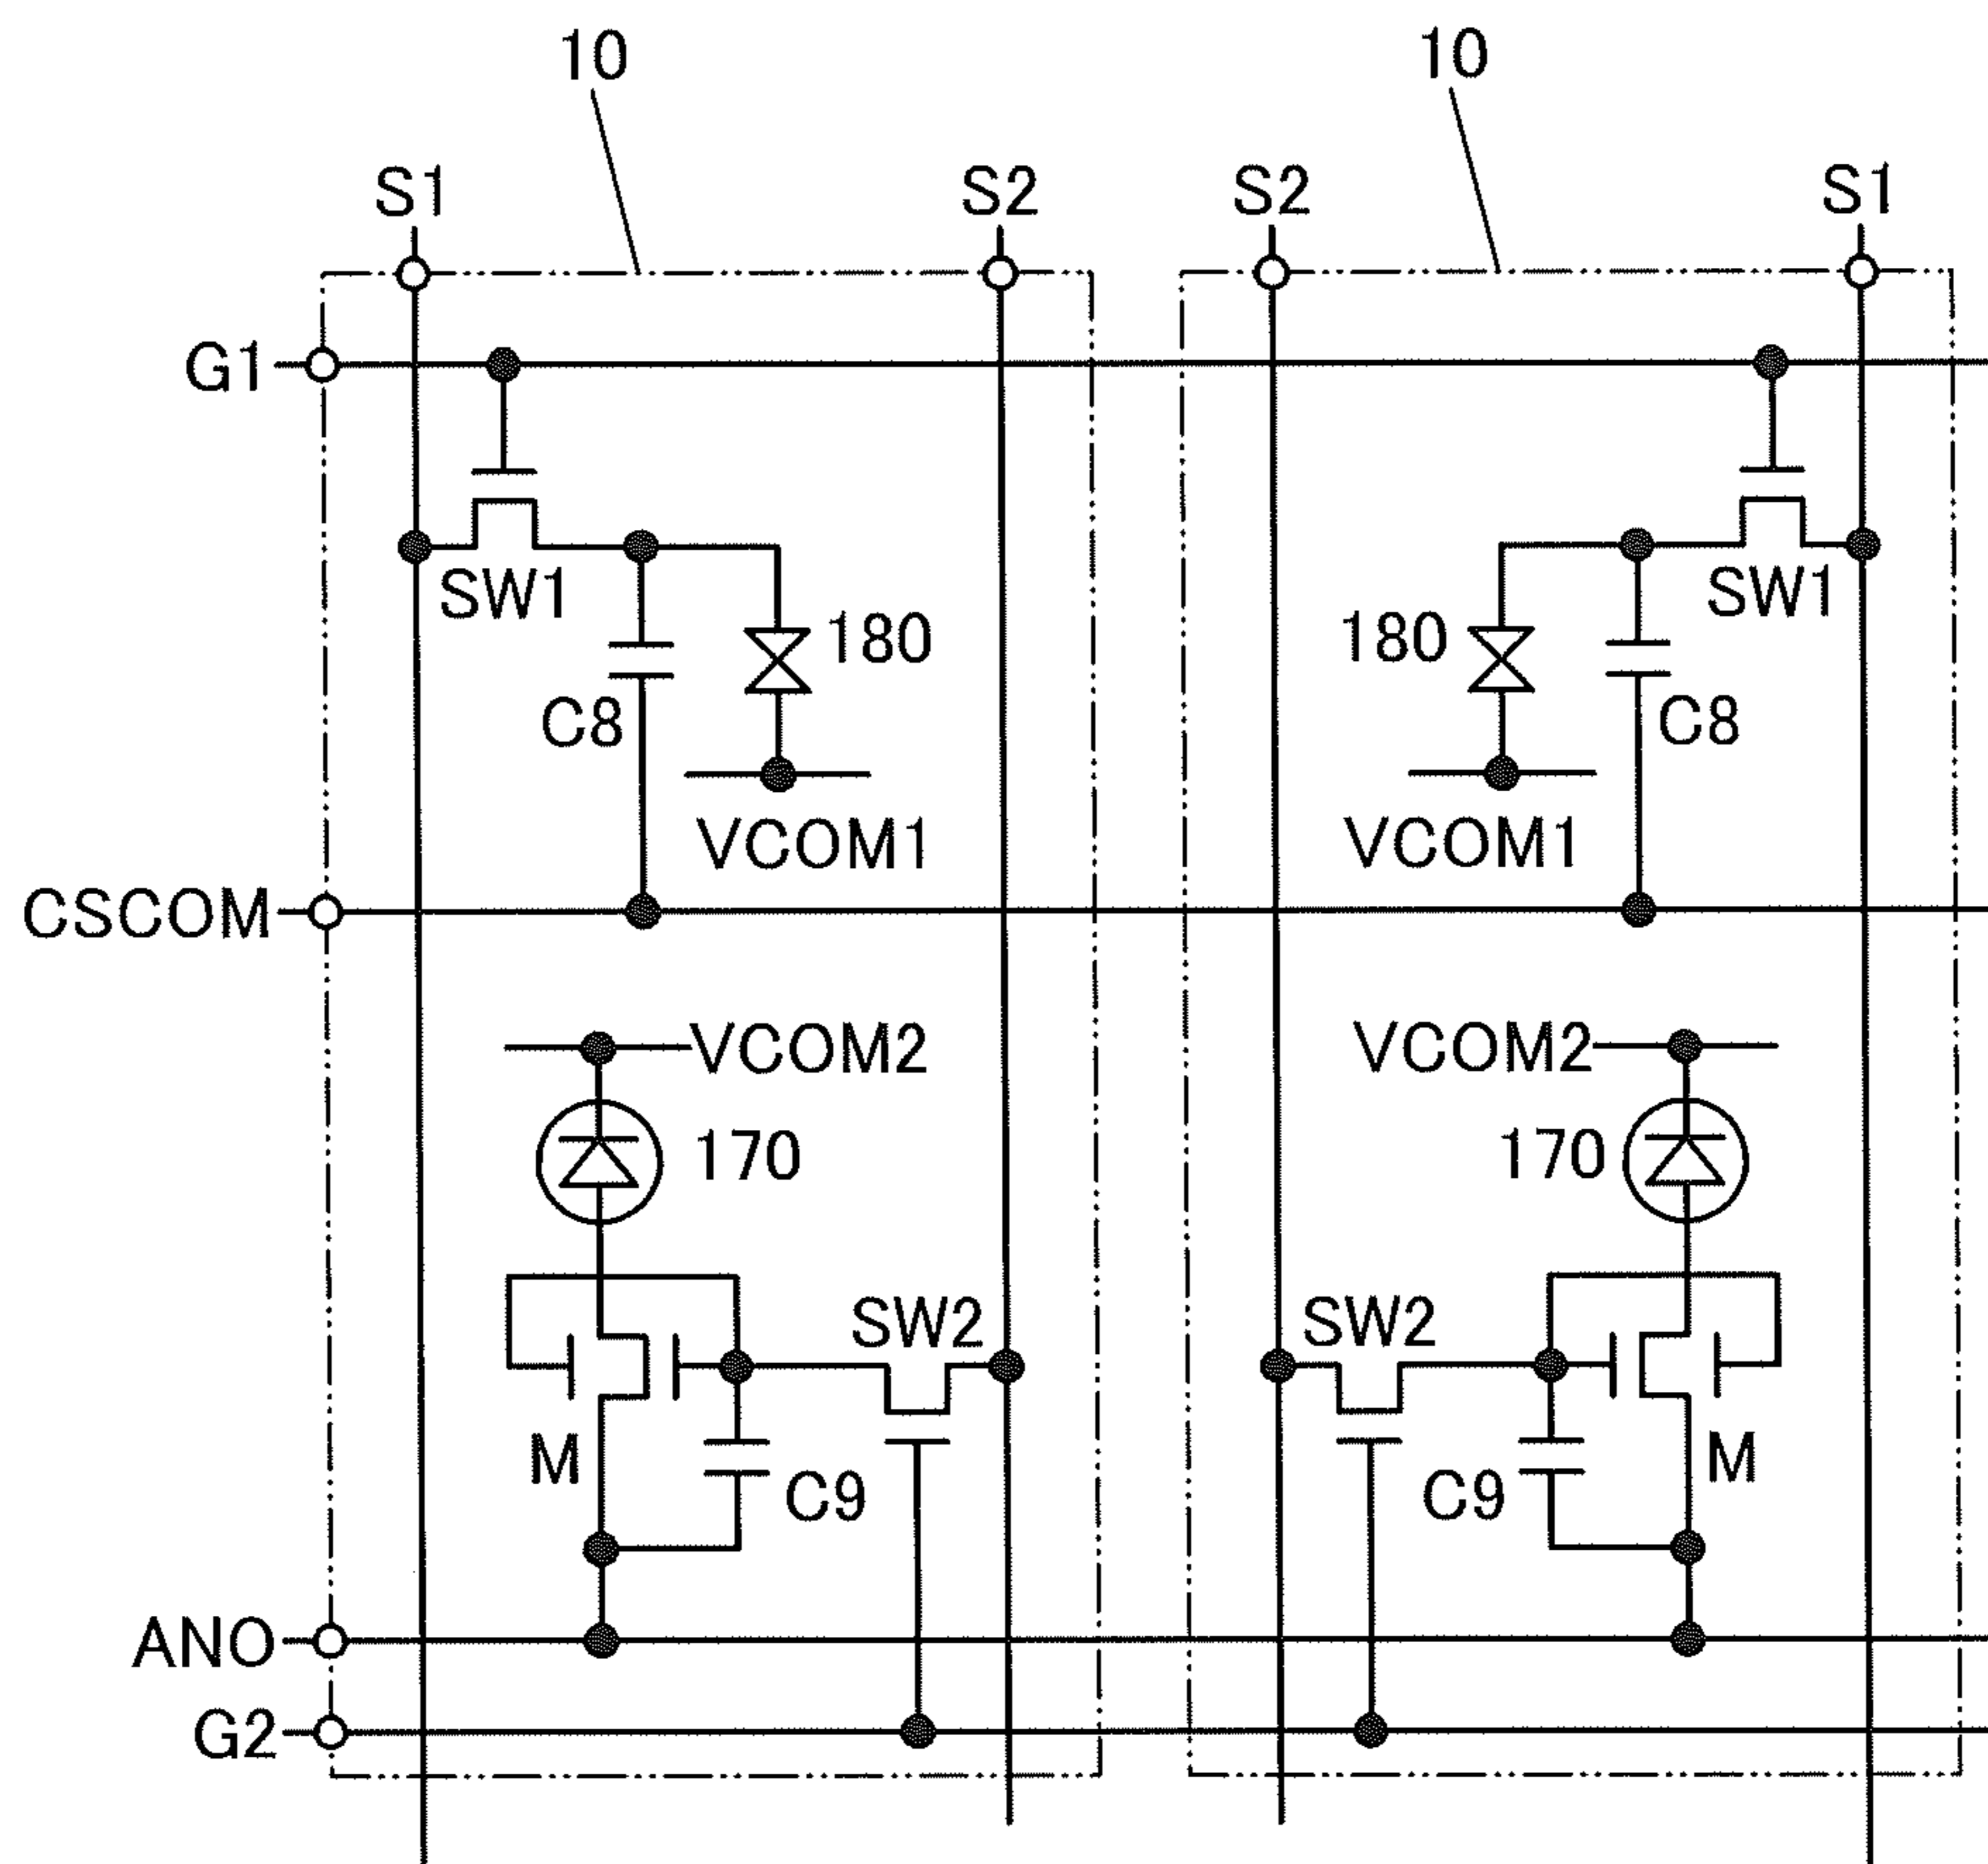 10 10
S1 S2 S2 S1
G1
SW1 SW1
180 180
C8 C8
VCOM1 VCOM1
CSCOM
VCOM2 VCOM2
170 170
SW2 SW2
M M
C9 C9
ANO
G2